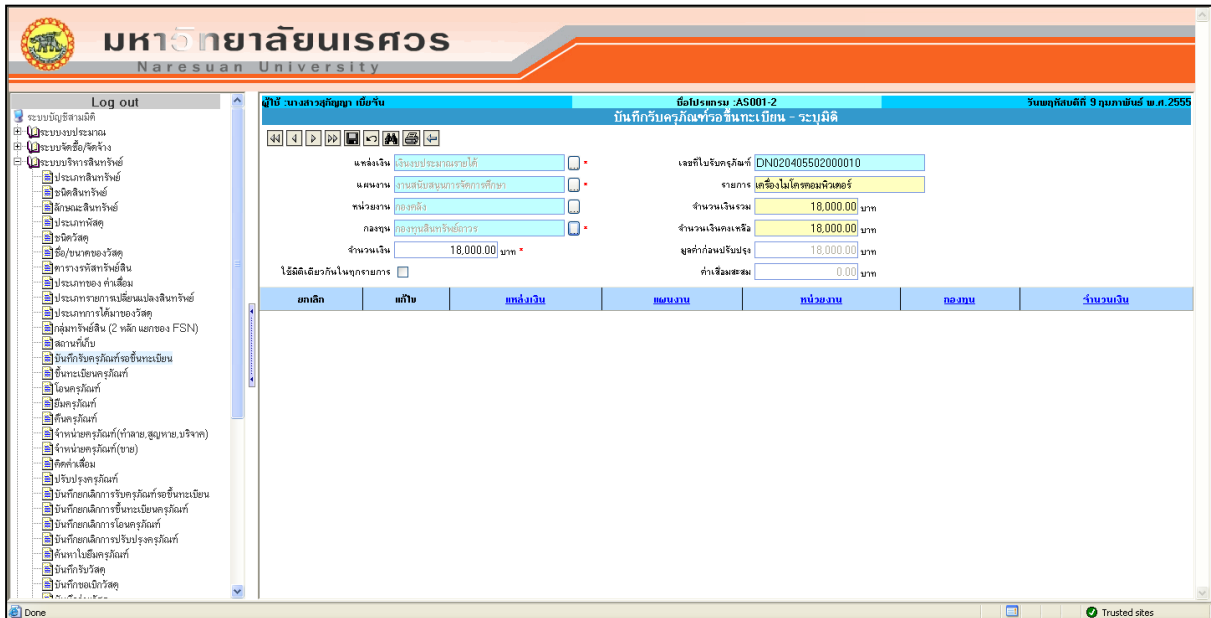 มหาวิทยาลัยนเรศวร
Naresuan University
Log out
ระบบบัญชีสามมิติ
ระบบงบประมาณ
ระบบจัดซื้อ/จัดจ้าง
ระบบบริหารสินทรัพย์
ประเภทสินทรัพย์
ชนิดสินทรัพย์
ลักษณะสินทรัพย์
ประเภทพัสดุ
ชนิดวัสดุ
ชื่อ/ขนาดของวัสดุ
ตารางรหัสทรัพย์สิน
ประเภทของ ค่าเสื่อม
ประเภทรายการเปลี่ยนแปลงสินทรัพย์
ประเภทการได้มาของวัสดุ
กลุ่มทรัพย์สิน (2 หลัก แยกของ FSN)
สถานที่เก็บ
บันทึกรับครุภัณฑ์รอขึ้นทะเบียน
ขึ้นทะเบียนครุภัณฑ์
โอนครุภัณฑ์
ยืมครุภัณฑ์
คืนครุภัณฑ์
จำหน่ายครุภัณฑ์(ทำลาย,สูญหาย,บริจาค)
จำหน่ายครุภัณฑ์(ขาย)
คิดค่าเสื่อม
ปรับปรุงครุภัณฑ์
บันทึกยกเลิกการรับครุภัณฑ์รอขึ้นทะเบียน
บันทึกยกเลิกการขึ้นทะเบียนครุภัณฑ์
บันทึกยกเลิกการโอนครุภัณฑ์
บันทึกยกเลิกการปรับปรุงครุภัณฑ์
ค้นหาใบยืมครุภัณฑ์
บันทึกรับวัสดุ
บันทึกขอเบิกวัสดุ
ผู้ใช้ :นางสาวสุกัญญา ชื่อโปรแกรม :AS001-2 วันพฤหัสบดีที่ 9 กุมภาพันธ์ พ.ศ.2555
บันทึกรับครุภัณฑ์รอขึ้นทะเบียน - ระบุมิติ
แหล่งเงิน เงินงบประมาณรายได้ * เลขที่ใบรับครุภัณฑ์ DN020405502000010
แผนงาน งานสนับสนุนการจัดการศึกษา * รายการ เครื่องไมโครคอมพิวเตอร์
หน่วยงาน กองคลัง จำนวนเงินรวม 18,000.00 บาท
กองทุน กองทุนสินทรัพย์ถาวร * จำนวนเงินคงเหลือ 18,000.00 บาท
จำนวนเงิน 18,000.00 บาท * มูลค่าก่อนปรับปรุง 18,000.00 บาท
ใช้มิติเดียวกันในทุกรายการ ค่าเสื่อมสะสม 0.00 บาท
ยกเลิก แก้ไข แหล่งเงิน แผนงาน หน่วยงาน กองทุน จำนวนเงิน
Done Trusted sites